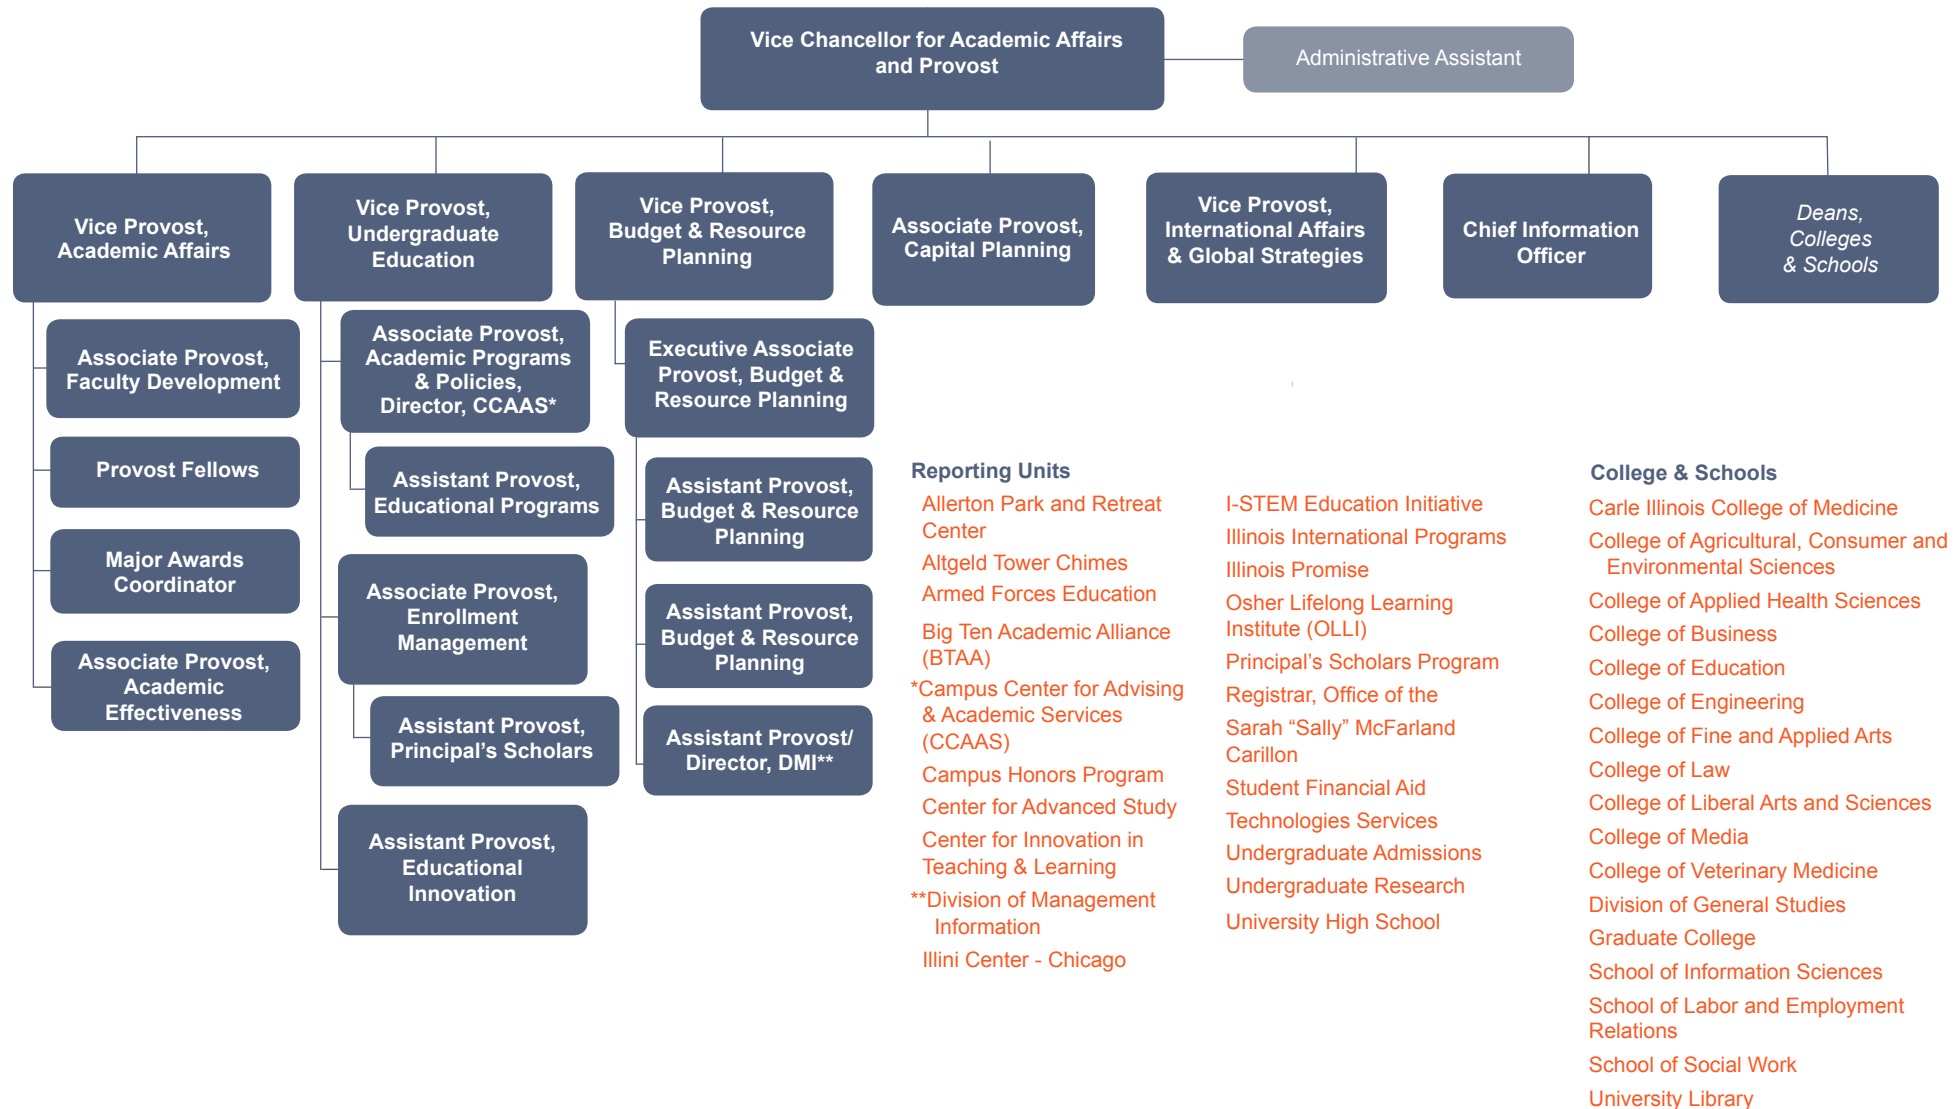 Vice Chancellor for Academic Affairs
and Provost
Administrative Assistant
Vice Provost,
Academic Affairs
Vice Provost,
Undergraduate
Education
Vice Provost,
Budget & Resource
Planning
Associate Provost,
Capital Planning
Vice Provost,
International Affairs
& Global Strategies
Chief Information
Officer
Deans,
Colleges
& Schools
Associate Provost,
Faculty Development
Provost Fellows
Major Awards
Coordinator
Associate Provost,
Academic
Effectiveness
Associate Provost,
Academic Programs
& Policies,
Director, CCAAS*
Assistant Provost,
Educational Programs
Associate Provost,
Enrollment
Management
Assistant Provost,
Principal's Scholars
Assistant Provost,
Educational
Innovation
Executive Associate
Provost, Budget &
Resource Planning
Assistant Provost,
Budget & Resource
Planning
Assistant Provost,
Budget & Resource
Planning
Assistant Provost/
Director, DMI**
Reporting Units
Allerton Park and Retreat
Center
Altgeld Tower Chimes
Armed Forces Education
Big Ten Academic Alliance
(BTAA)
*Campus Center for Advising
& Academic Services
(CCAAS)
Campus Honors Program
Center for Advanced Study
Center for Innovation in
Teaching & Learning
**Division of Management
Information
Illini Center - Chicago
I-STEM Education Initiative
Illinois International Programs
Illinois Promise
Osher Lifelong Learning
Institute (OLLI)
Principal's Scholars Program
Registrar, Office of the
Sarah “Sally” McFarland
Carillon
Student Financial Aid
Technologies Services
Undergraduate Admissions
Undergraduate Research
University High School
College & Schools
Carle Illinois College of Medicine
College of Agricultural, Consumer and
Environmental Sciences
College of Applied Health Sciences
College of Business
College of Education
College of Engineering
College of Fine and Applied Arts
College of Law
College of Liberal Arts and Sciences
College of Media
College of Veterinary Medicine
Division of General Studies
Graduate College
School of Information Sciences
School of Labor and Employment
Relations
School of Social Work
University Library